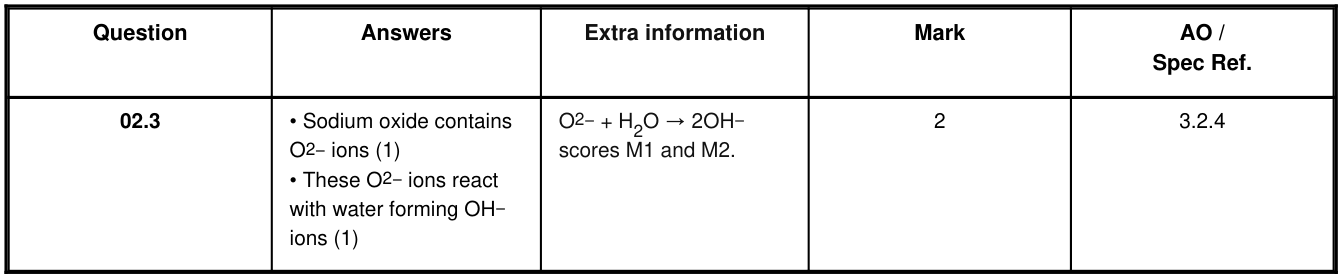 Question Answers Extra information Mark AO /
Spec Ref.
02.3
• Sodium oxide contains
O2– ions (1)
• These O2– ions react
with water forming OH–
ions (1)
O2– + H2O → 2OH–
scores M1 and M2.
2
3.2.4